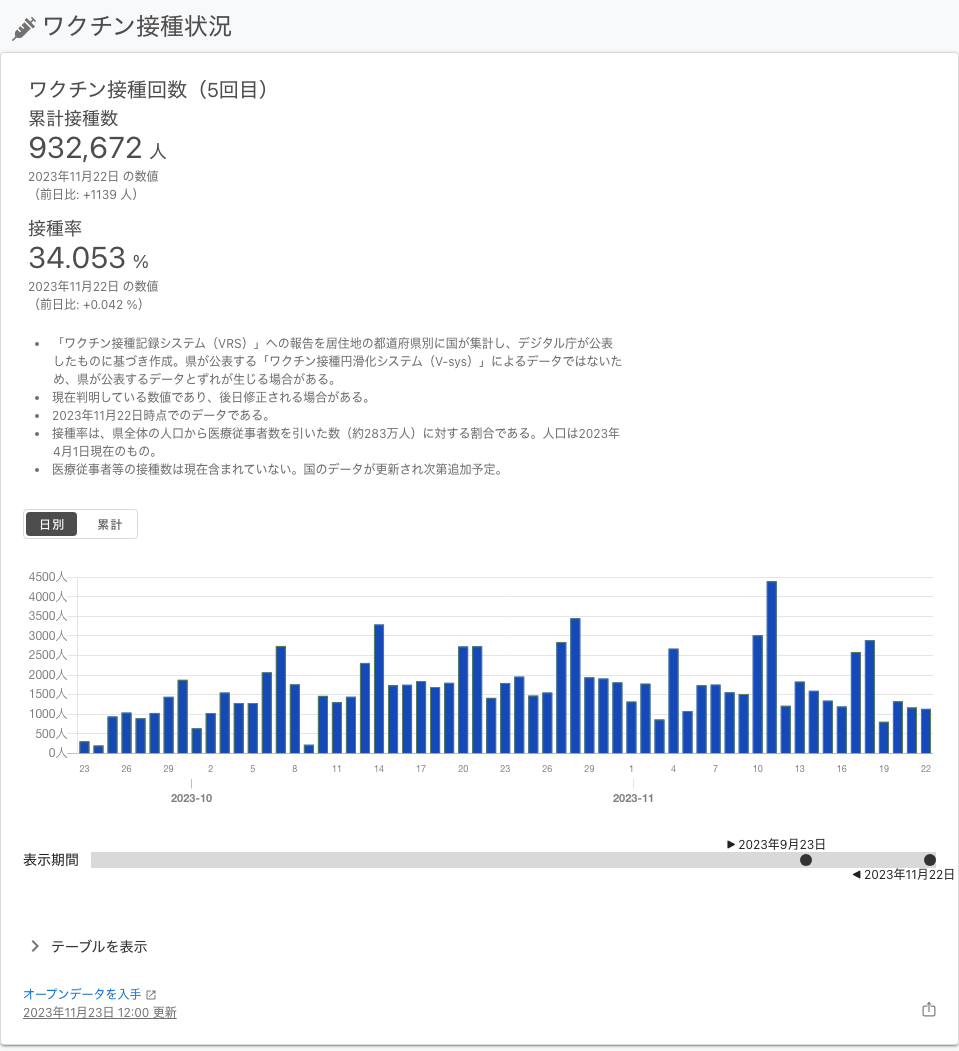 ワクチン接種状況
ワクチン接種回数（5回目）
累計接種数
932,672 人
2023年11月22日 の数値
（前日比: +1139 人）
接種率
34.053 %
2023年11月22日 の数値
（前日比: +0.042 %）
「ワクチン接種記録システム（VRS）」への報告を居住地の都道府県別に国が集計し、デジタル庁が公表
したものに基づき作成。県が公表する「ワクチン接種円滑化システム（V-sys）」によるデータではないた
め、県が公表するデータとずれが生じる場合がある。
現在判明している数値であり、後日修正される場合がある。
2023年11月22日時点でのデータである。
接種率は、県全体の人口から医療従事者数を引いた数（約283万人）に対する割合である。人口は2023年
4月1日現在のもの。
医療従事者等の接種数は現在含まれていない。国のデータが更新され次第追加予定。
日別 累計
4500人
4000人
3500人
3000人
2500人
2000人
1500人
1000人
500人
0人
23 26 29 2 5 8 11 14 17 20 23 26 29 1 4 7 10 13 16 19 22
2023-10 2023-11
▶ 2023年9月23日
表示期間
◀ 2023年11月22日
テーブルを表示
オープンデータを入手
2023年11月23日 12:00 更新